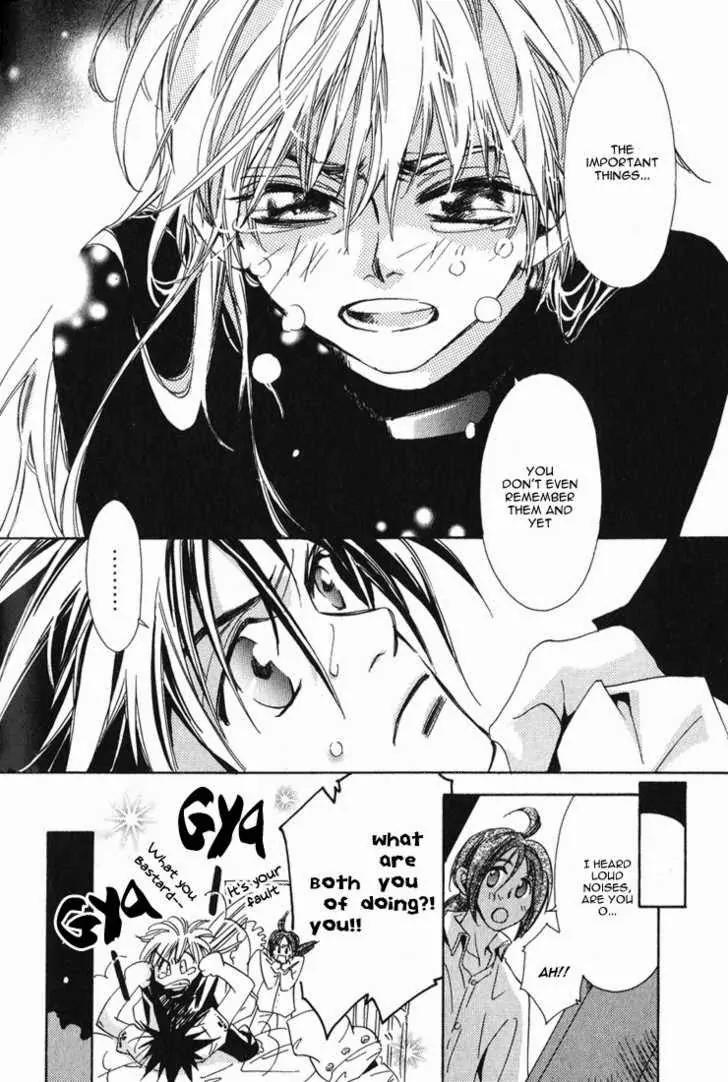 THE
IMPORTANT
THINGS...
YOU
DON'T EVEN
REMEMBER
THEM AND
YET
........
I HEARD
LOUD
NOISES,
ARE YOU
O...
AH!!
What
are
Both you
of doing?!
you!!
GYA
It's your
fault
What you
Bastard~
GYA